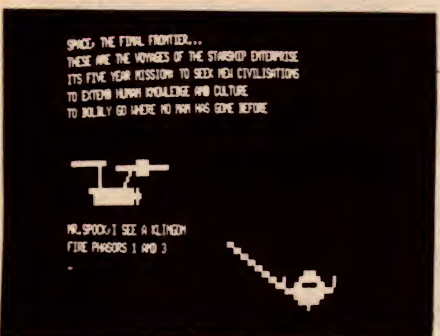 SPACE, THE FINAL FRONTIER...
THESE ARE THE VOYAGES OF THE STARSHIP ENTERPRISE
ITS FIVE YEAR MISSION: TO SEEK NEW CIVILISATIONS
TO EXTEND HUMAN KNOWLEDGE AND CULTURE
TO BOLDLY GO WHERE NO MAN HAS GONE BEFORE
MR.SPOCK,I SEE A KLINGON
FIRE PHASORS 1 AND 3